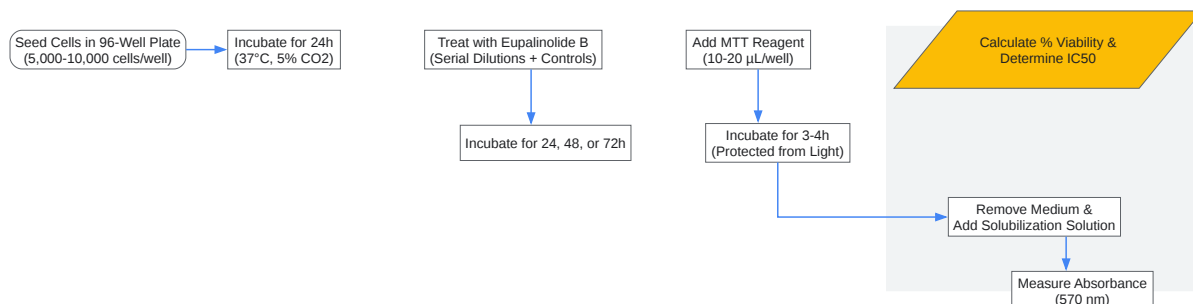 Seed Cells in 96-Well Plate
(5,000-10,000 cells/well)
Incubate for 24h
(37°C, 5% CO2)
Treat with Eupalinolide B
(Serial Dilutions + Controls)
Incubate for 24, 48, or 72h
Add MTT Reagent
(10-20 µL/well)
Incubate for 3-4h
(Protected from Light)
Remove Medium &
Add Solubilization Solution
Measure Absorbance
(570 nm)
Calculate % Viability &
Determine IC50